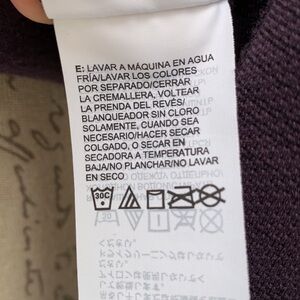 E: LAVAR A MÁQUINA EN AGUA
FRÍA/LAVAR LOS COLORES
POR SEPARADO/CERRAR
LA CREMALLERA, VOLTEAR
LA PRENDA DEL REVÉS/
BLANQUEADOR SIN CLORO
SOLAMENTE, CUANDO SEA
NECESARIO/HACER SECAR
COLGADO, O SECAR EN
SECADORA A TEMPERATURA
BAJA/NO PLANCHAR/NO LAVAR
EN SECO
30C